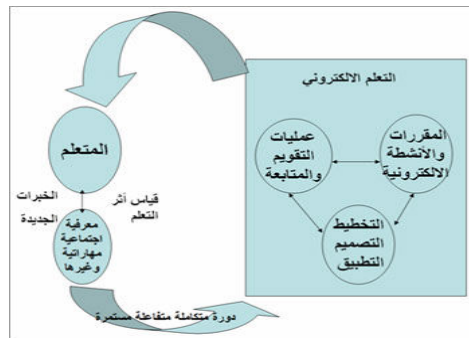 التعلم الالكتروني
المقررات
والأنشطة
الالكترونية
عمليات
التقويم
والمتابعة
التخطيط
التصميم
التطبيق
المتعلم
قياس أثر
التعلم
الخبرات
الجديدة
معرفية
اجتماعية
مهاراتية
وغيرها
دورة متكاملة متفاعلة مستمرة